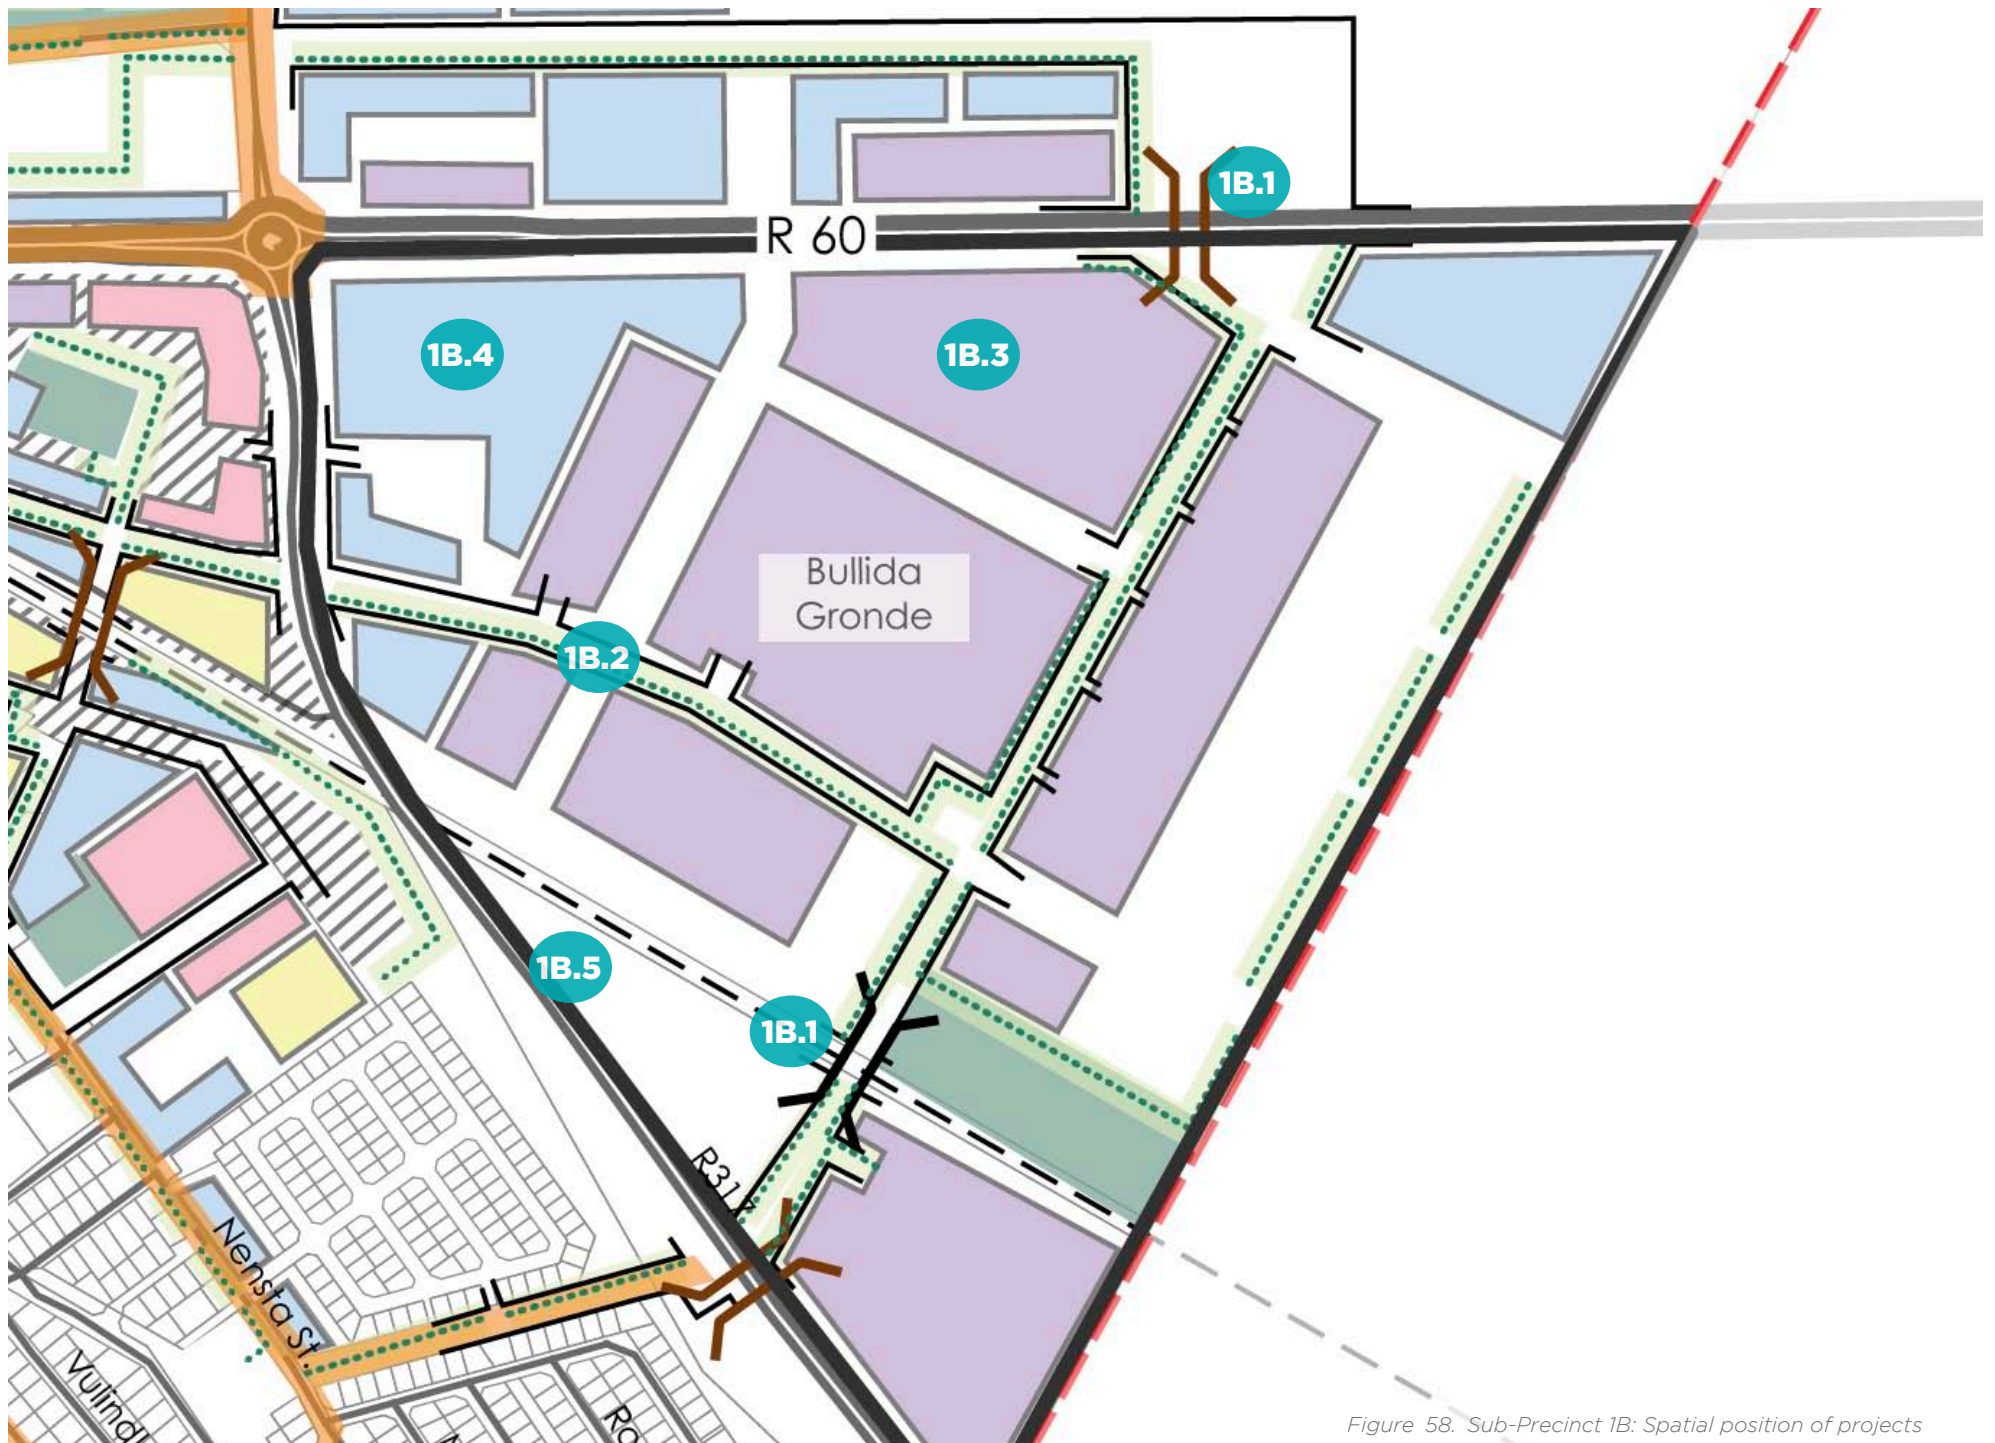 1B.1
R 60
1B.4
1B.3
Bullida
Gronde
1B.2
1B.5
1B.1
R317
Nensta St.
Figure 58. Sub-Precinct 1B: Spatial position of projects